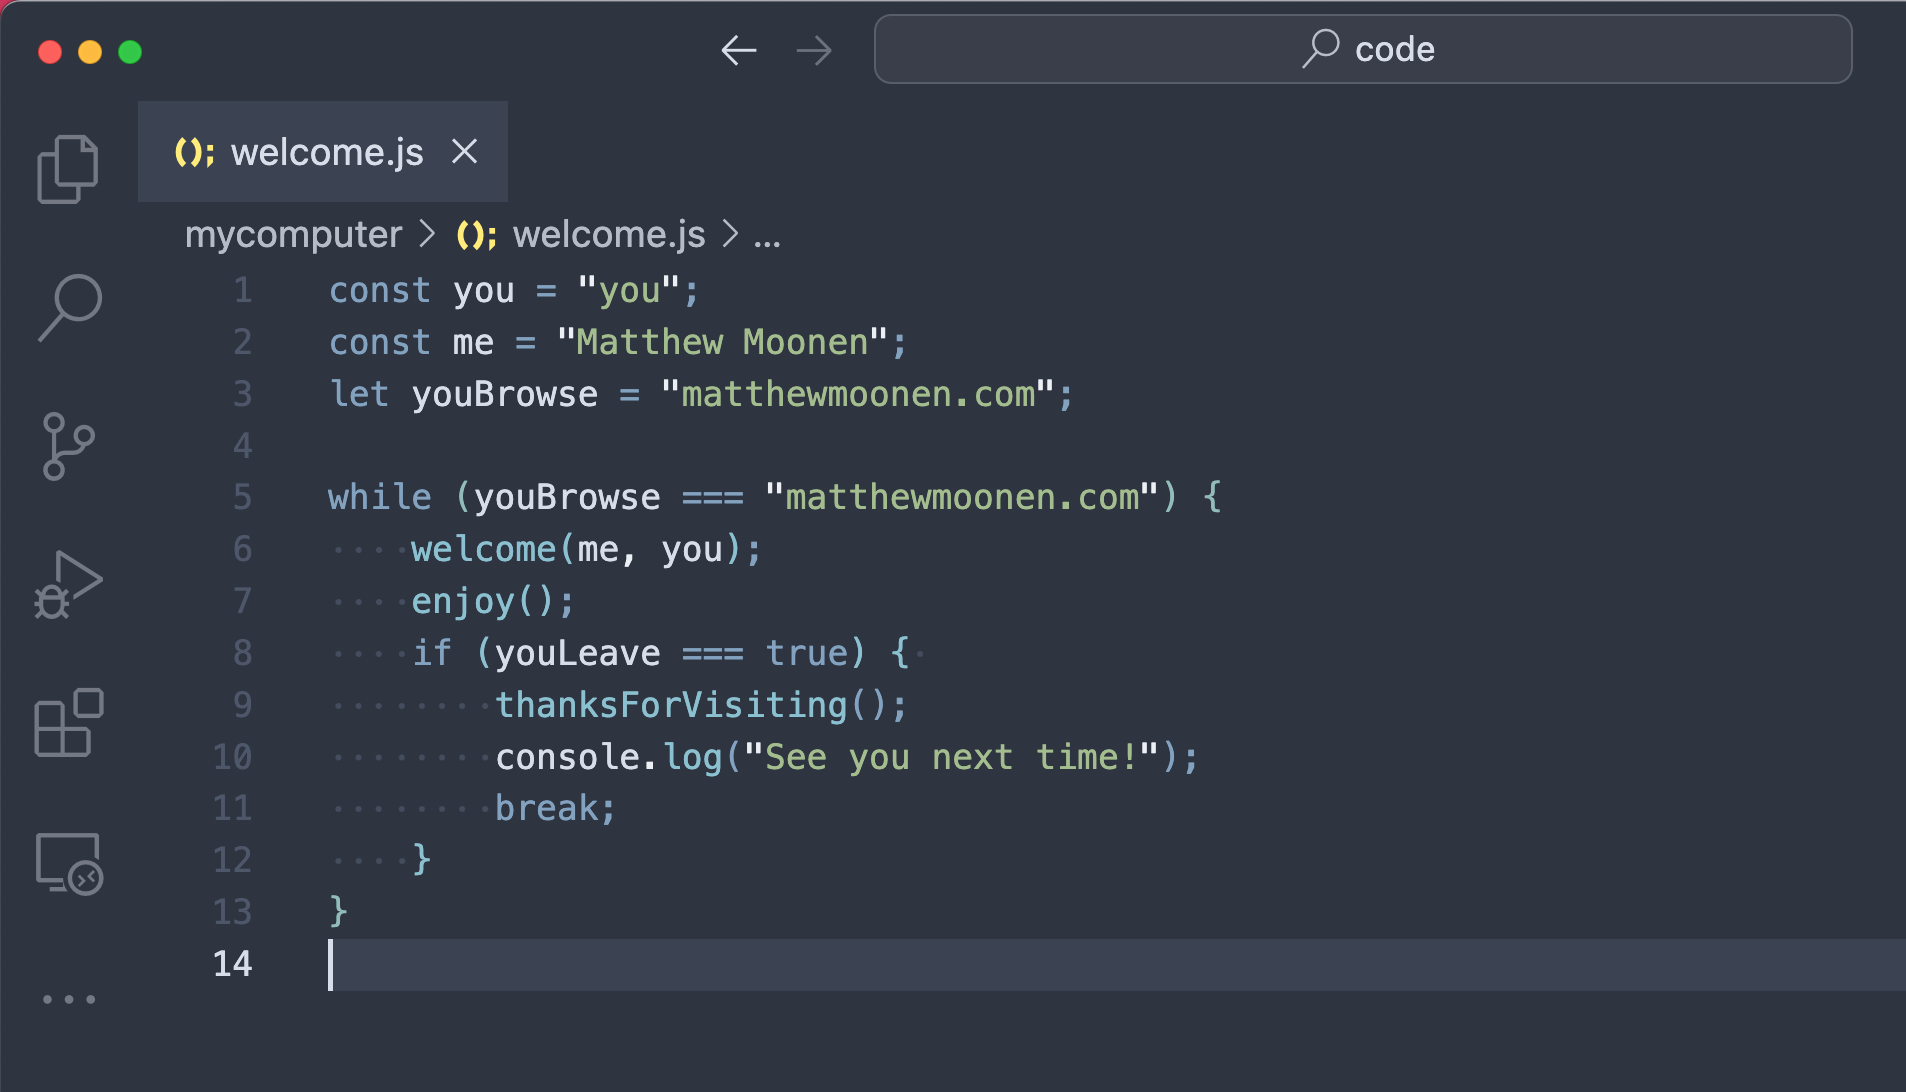 code
(); welcome.js
mycomputer > (); welcome.js > ...
1 const you = "you";
2 const me = "Matthew Moonen";
3 let youBrowse = "matthewmoonen.com";
4
5 while (youBrowse === "matthewmoonen.com") {
6     welcome(me, you);
7     enjoy();
8     if (youLeave === true) {
9         thanksForVisiting();
10         console.log("See you next time!");
11         break;
12     }
13 }
14